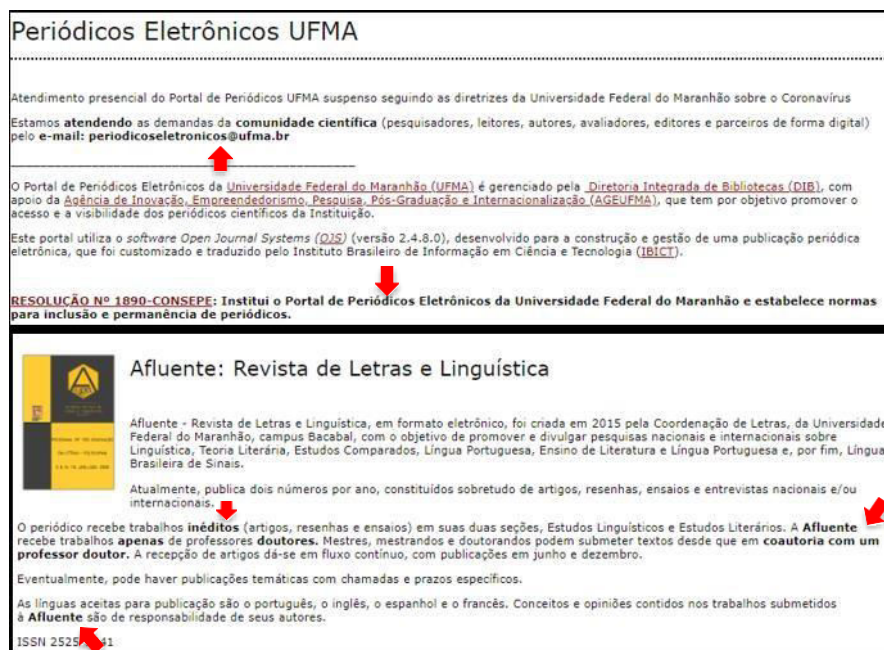 Periódicos Eletrônicos UFMA
Atendimento presencial do Portal de Periódicos UFMA suspenso seguindo as diretrizes da Universidade Federal do Maranhão sobre o Coronavírus
Estamos atendendo as demandas da comunidade científica (pesquisadores, leitores, autores, avaliadores, editores e parceiros de forma digital)
pelo e-mail: periodicoseletronicos@ufma.br
O Portal de Periódicos Eletrônicos da Universidade Federal do Maranhão (UFMA) é gerenciado pela Diretoria Integrada de Bibliotecas (DIB), com
apoio da Agência de Inovação, Empreendedorismo, Pesquisa, Pós-Graduação e Internacionalização (AGEUFMA), que tem por objetivo promover o
acesso e a visibilidade dos periódicos científicos da Instituição.
Este portal utiliza o software Open Journal Systems (OJS) (versão 2.4.8.0), desenvolvido para a construção e gestão de uma publicação periódica
eletrônica, que foi customizado e traduzido pelo Instituto Brasileiro de Informação em Ciência e Tecnologia (IBICT).
RESOLUÇÃO Nº 1890-CONSEPE: Institui o Portal de Periódicos Eletrônicos da Universidade Federal do Maranhão e estabelece normas
para inclusão e permanência de periódicos.
Afluente: Revista de Letras e Linguística
Afluente - Revista de Letras e Linguística, em formato eletrônico, foi criada em 2015 pela Coordenação de Letras, da Universidade
Federal do Maranhão, campus Bacabal, com o objetivo de promover e divulgar pesquisas nacionais e internacionais sobre
Linguística, Teoria Literária, Estudos Comparados, Língua Portuguesa, Ensino de Literatura e Língua Portuguesa e, por fim, Língua
Brasileira de Sinais.
Atualmente, publica dois números por ano, constituídos sobretudo de artigos, resenhas, ensaios e entrevistas nacionais e/ou
internacionais.
O periódico recebe trabalhos inéditos (artigos, resenhas e ensaios) em suas duas seções, Estudos Linguísticos e Estudos Literários. A Afluente
recebe trabalhos apenas de professores doutores. Mestres, mestrandos e doutorandos podem submeter textos desde que em coautoria com um
professor doutor. A recepção de artigos dá-se em fluxo contínuo, com publicações em junho e dezembro.
Eventualmente, pode haver publicações temáticas com chamadas e prazos específicos.
As línguas aceitas para publicação são o português, o inglês, o espanhol e o francês. Conceitos e opiniões contidos nos trabalhos submetidos
à Afluente são de responsabilidade de seus autores.
ISSN 2525